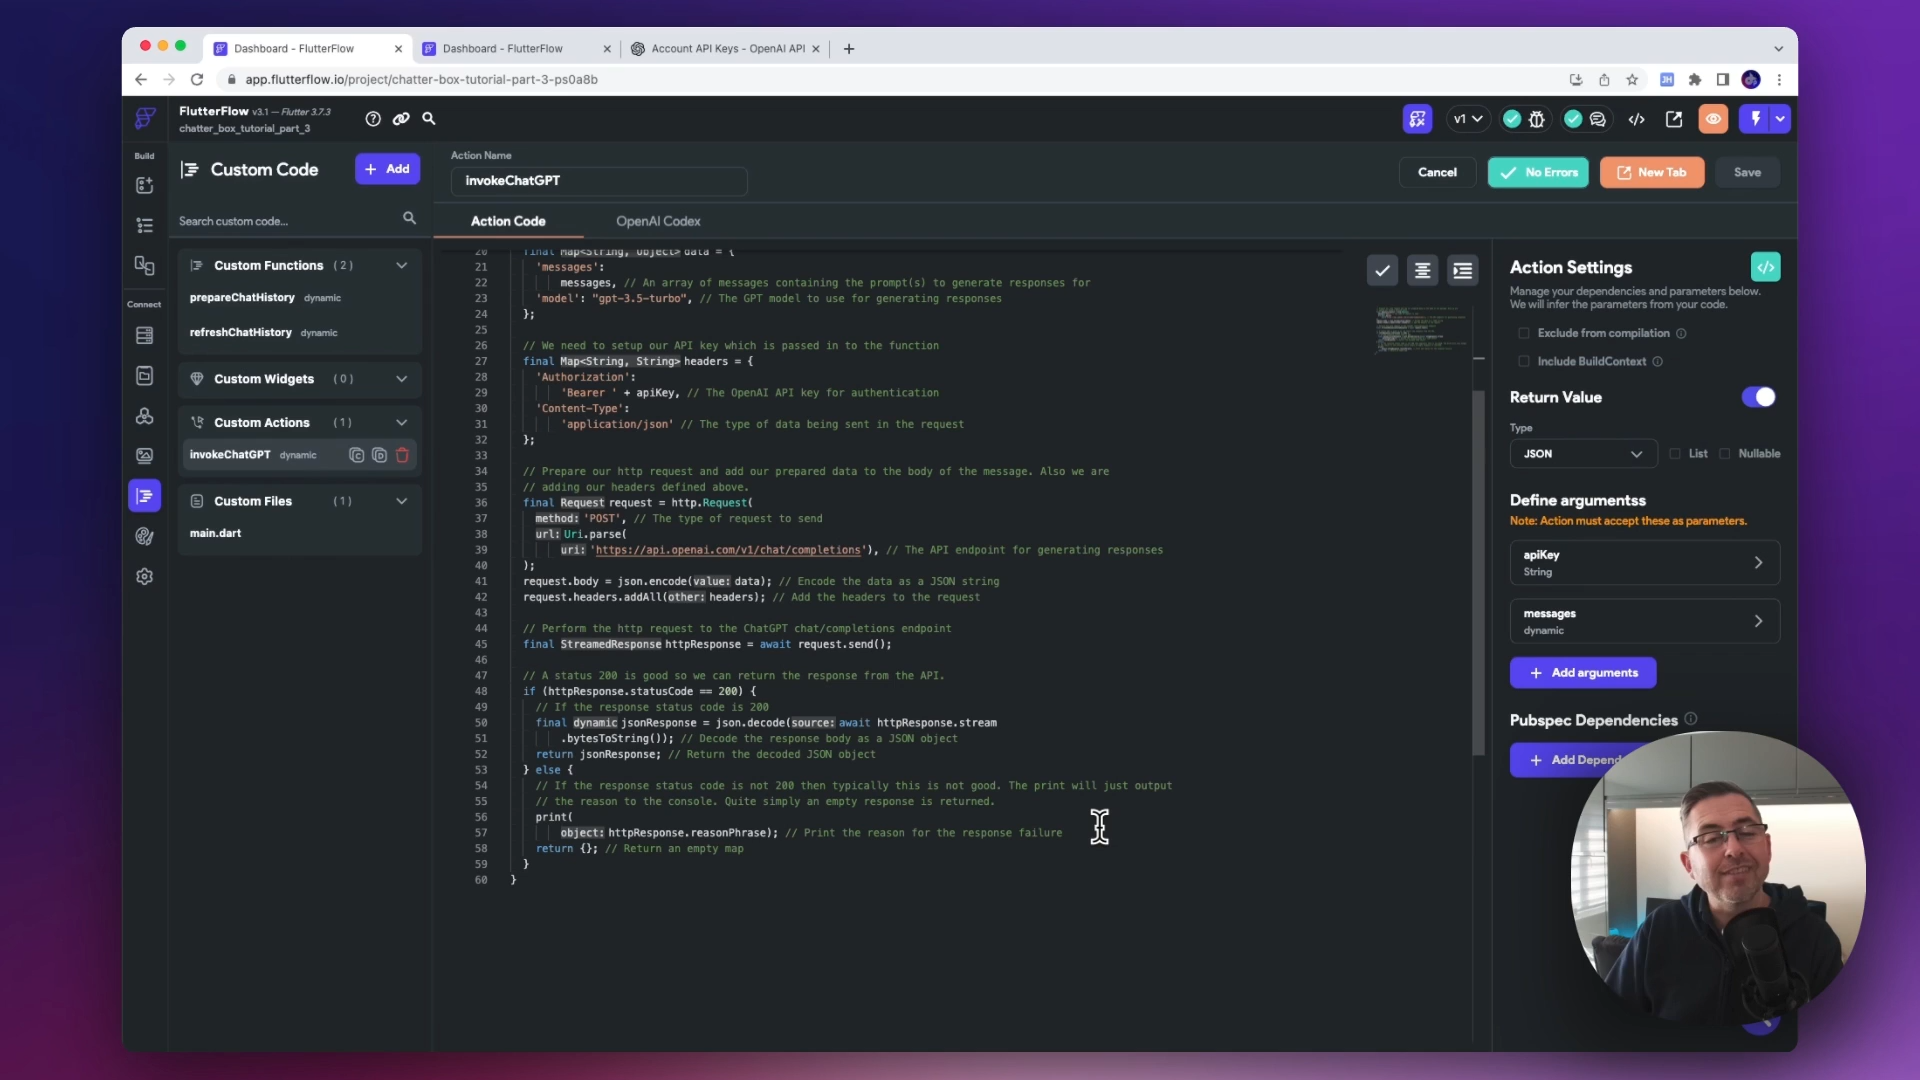 Dashboard - FlutterFlow
Dashboard - FlutterFlow
Account API Keys - OpenAI API
app.flutterflow.io/project/chatter-box-tutorial-part-3-ps0a8b
FlutterFlow v3.1 — Flutter 3.7.3
chatter_box_tutorial_part_3
v1
Build
Connect
Custom Code
+ Add
Search custom code...
Custom Functions (2)
prepareChatHistory dynamic
refreshChatHistory dynamic
Custom Widgets (0)
Custom Actions (1)
invokeChatGPT dynamic
Custom Files (1)
main.dart
Action Name
invokeChatGPT
Cancel
No Errors
New Tab
Save
Action Code
OpenAI Codex
20 final Map<String, Object> data = {
21 'messages':
22 messages, // An array of messages containing the prompt(s) to generate responses for
23 'model': "gpt-3.5-turbo", // The GPT model to use for generating responses
24 };
25
26 // We need to setup our API key which is passed in to the function
27 final Map<String, String> headers = {
28 'Authorization':
29 'Bearer ' + apiKey, // The OpenAI API key for authentication
30 'Content-Type':
31 'application/json' // The type of data being sent in the request
32 };
33
34 // Prepare our http request and add our prepared data to the body of the message. Also we are
35 // adding our headers defined above.
36 final Request request = http.Request(
37 method: 'POST', // The type of request to send
38 url: Uri.parse(
39 uri: 'https://api.openai.com/v1/chat/completions'), // The API endpoint for generating responses
40 );
41 request.body = json.encode(value: data); // Encode the data as a JSON string
42 request.headers.addAll(other: headers); // Add the headers to the request
43
44 // Perform the http request to the ChatGPT chat/completions endpoint
45 final StreamedResponse httpResponse = await request.send();
46
47 // A status 200 is good so we can return the response from the API.
48 if (httpResponse.statusCode == 200) {
49 // If the response status code is 200
50 final dynamic jsonResponse = json.decode(source: await httpResponse.stream
51 .bytesToString()); // Decode the response body as a JSON object
52 return jsonResponse; // Return the decoded JSON object
53 } else {
54 // If the response status code is not 200 then typically this is not good. The print will just output
55 // the reason to the console. Quite simply an empty response is returned.
56 print(
57 object: httpResponse.reasonPhrase); // Print the reason for the response failure
58 return {}; // Return an empty map
59 }
60 }
Action Settings
Manage your dependencies and parameters below.
We will infer the parameters from your code.
Exclude from compilation
Include BuildContext
Return Value
Type
JSON
List
Nullable
Define argumentss
Note: Action must accept these as parameters.
apiKey
String
messages
dynamic
+ Add arguments
Pubspec Dependencies
+ Add Depend